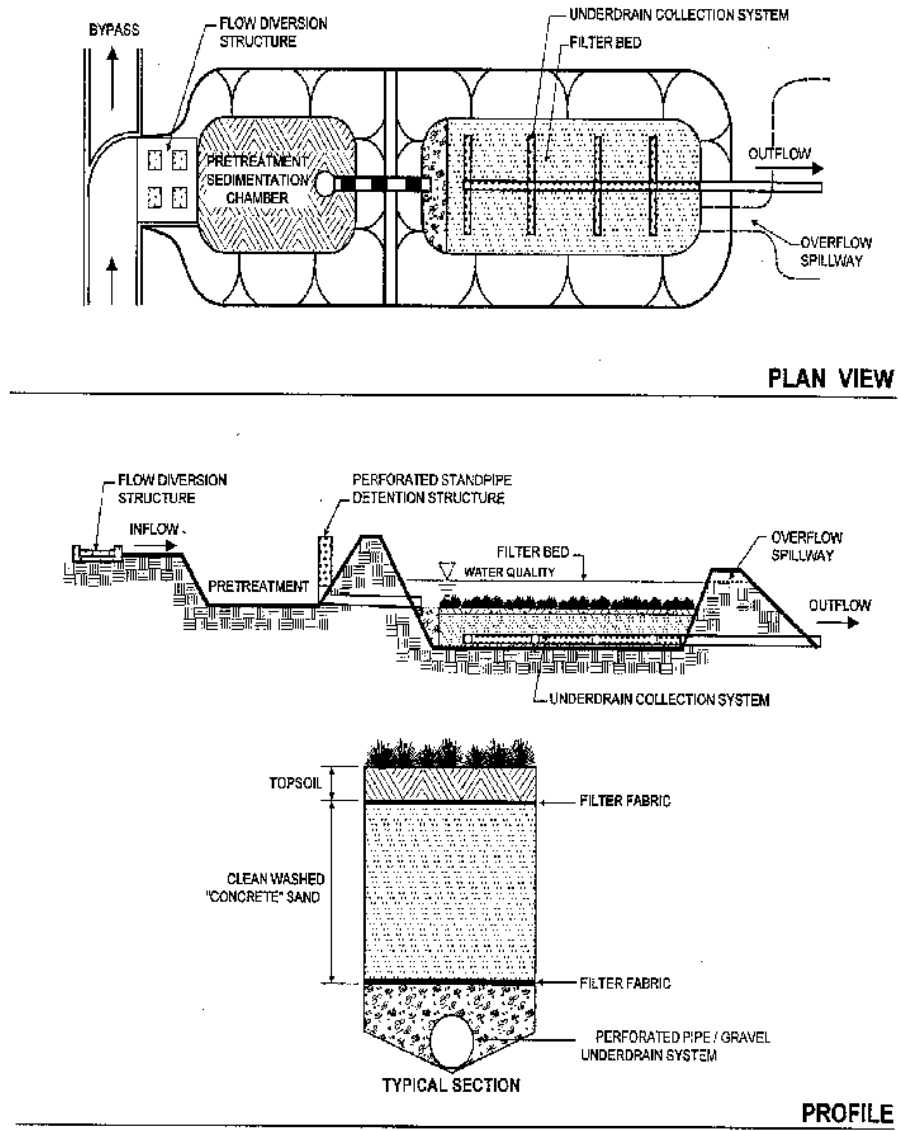 BYPASS
FLOW DIVERSION
STRUCTURE
UNDERDRAIN COLLECTION SYSTEM
FILTER BED
PRETREATMENT
SEDIMENTATION
CHAMBER
OUTFLOW
OVERFLOW
SPILLWAY
PLAN VIEW
FLOW DIVERSION
STRUCTURE
INFLOW
PERFORATED STANDPIPE
DETENTION STRUCTURE
PRETREATMENT
FILTER BED
WATER QUALITY
OVERFLOW
SPILLWAY
OUTFLOW
UNDERDRAIN COLLECTION SYSTEM
TOPSOIL
FILTER FABRIC
CLEAN WASHED
"CONCRETE" SAND
FILTER FABRIC
PERFORATED PIPE / GRAVEL
UNDERDRAIN SYSTEM
TYPICAL SECTION
PROFILE